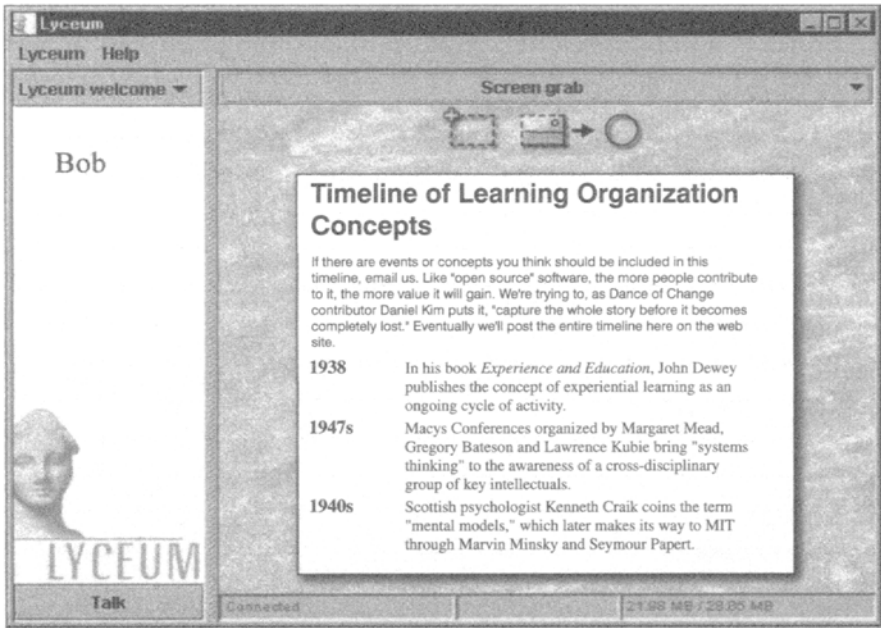 Lyceum
Lyceum Help
Lyceum welcome
Screen grab
Bob
Timeline of Learning Organization
Concepts
If there are events or concepts you think should be included in this
timeline, email us. Like "open source" software, the more people contribute
to it, the more value it will gain. We're trying to, as Dance of Change
contributor Daniel Kim puts it, "capture the whole story before it becomes
completely lost." Eventually we'll post the entire timeline here on the web
site.
1938 In his book Experience and Education, John Dewey
publishes the concept of experiential learning as an
ongoing cycle of activity.
1947s Macys Conferences organized by Margaret Mead,
Gregory Bateson and Lawrence Kubie bring "systems
thinking" to the awareness of a cross-disciplinary
group of key intellectuals.
1940s Scottish psychologist Kenneth Craik coins the term
"mental models," which later makes its way to MIT
through Marvin Minsky and Seymour Papert.
LYCEUM
Talk
Connected